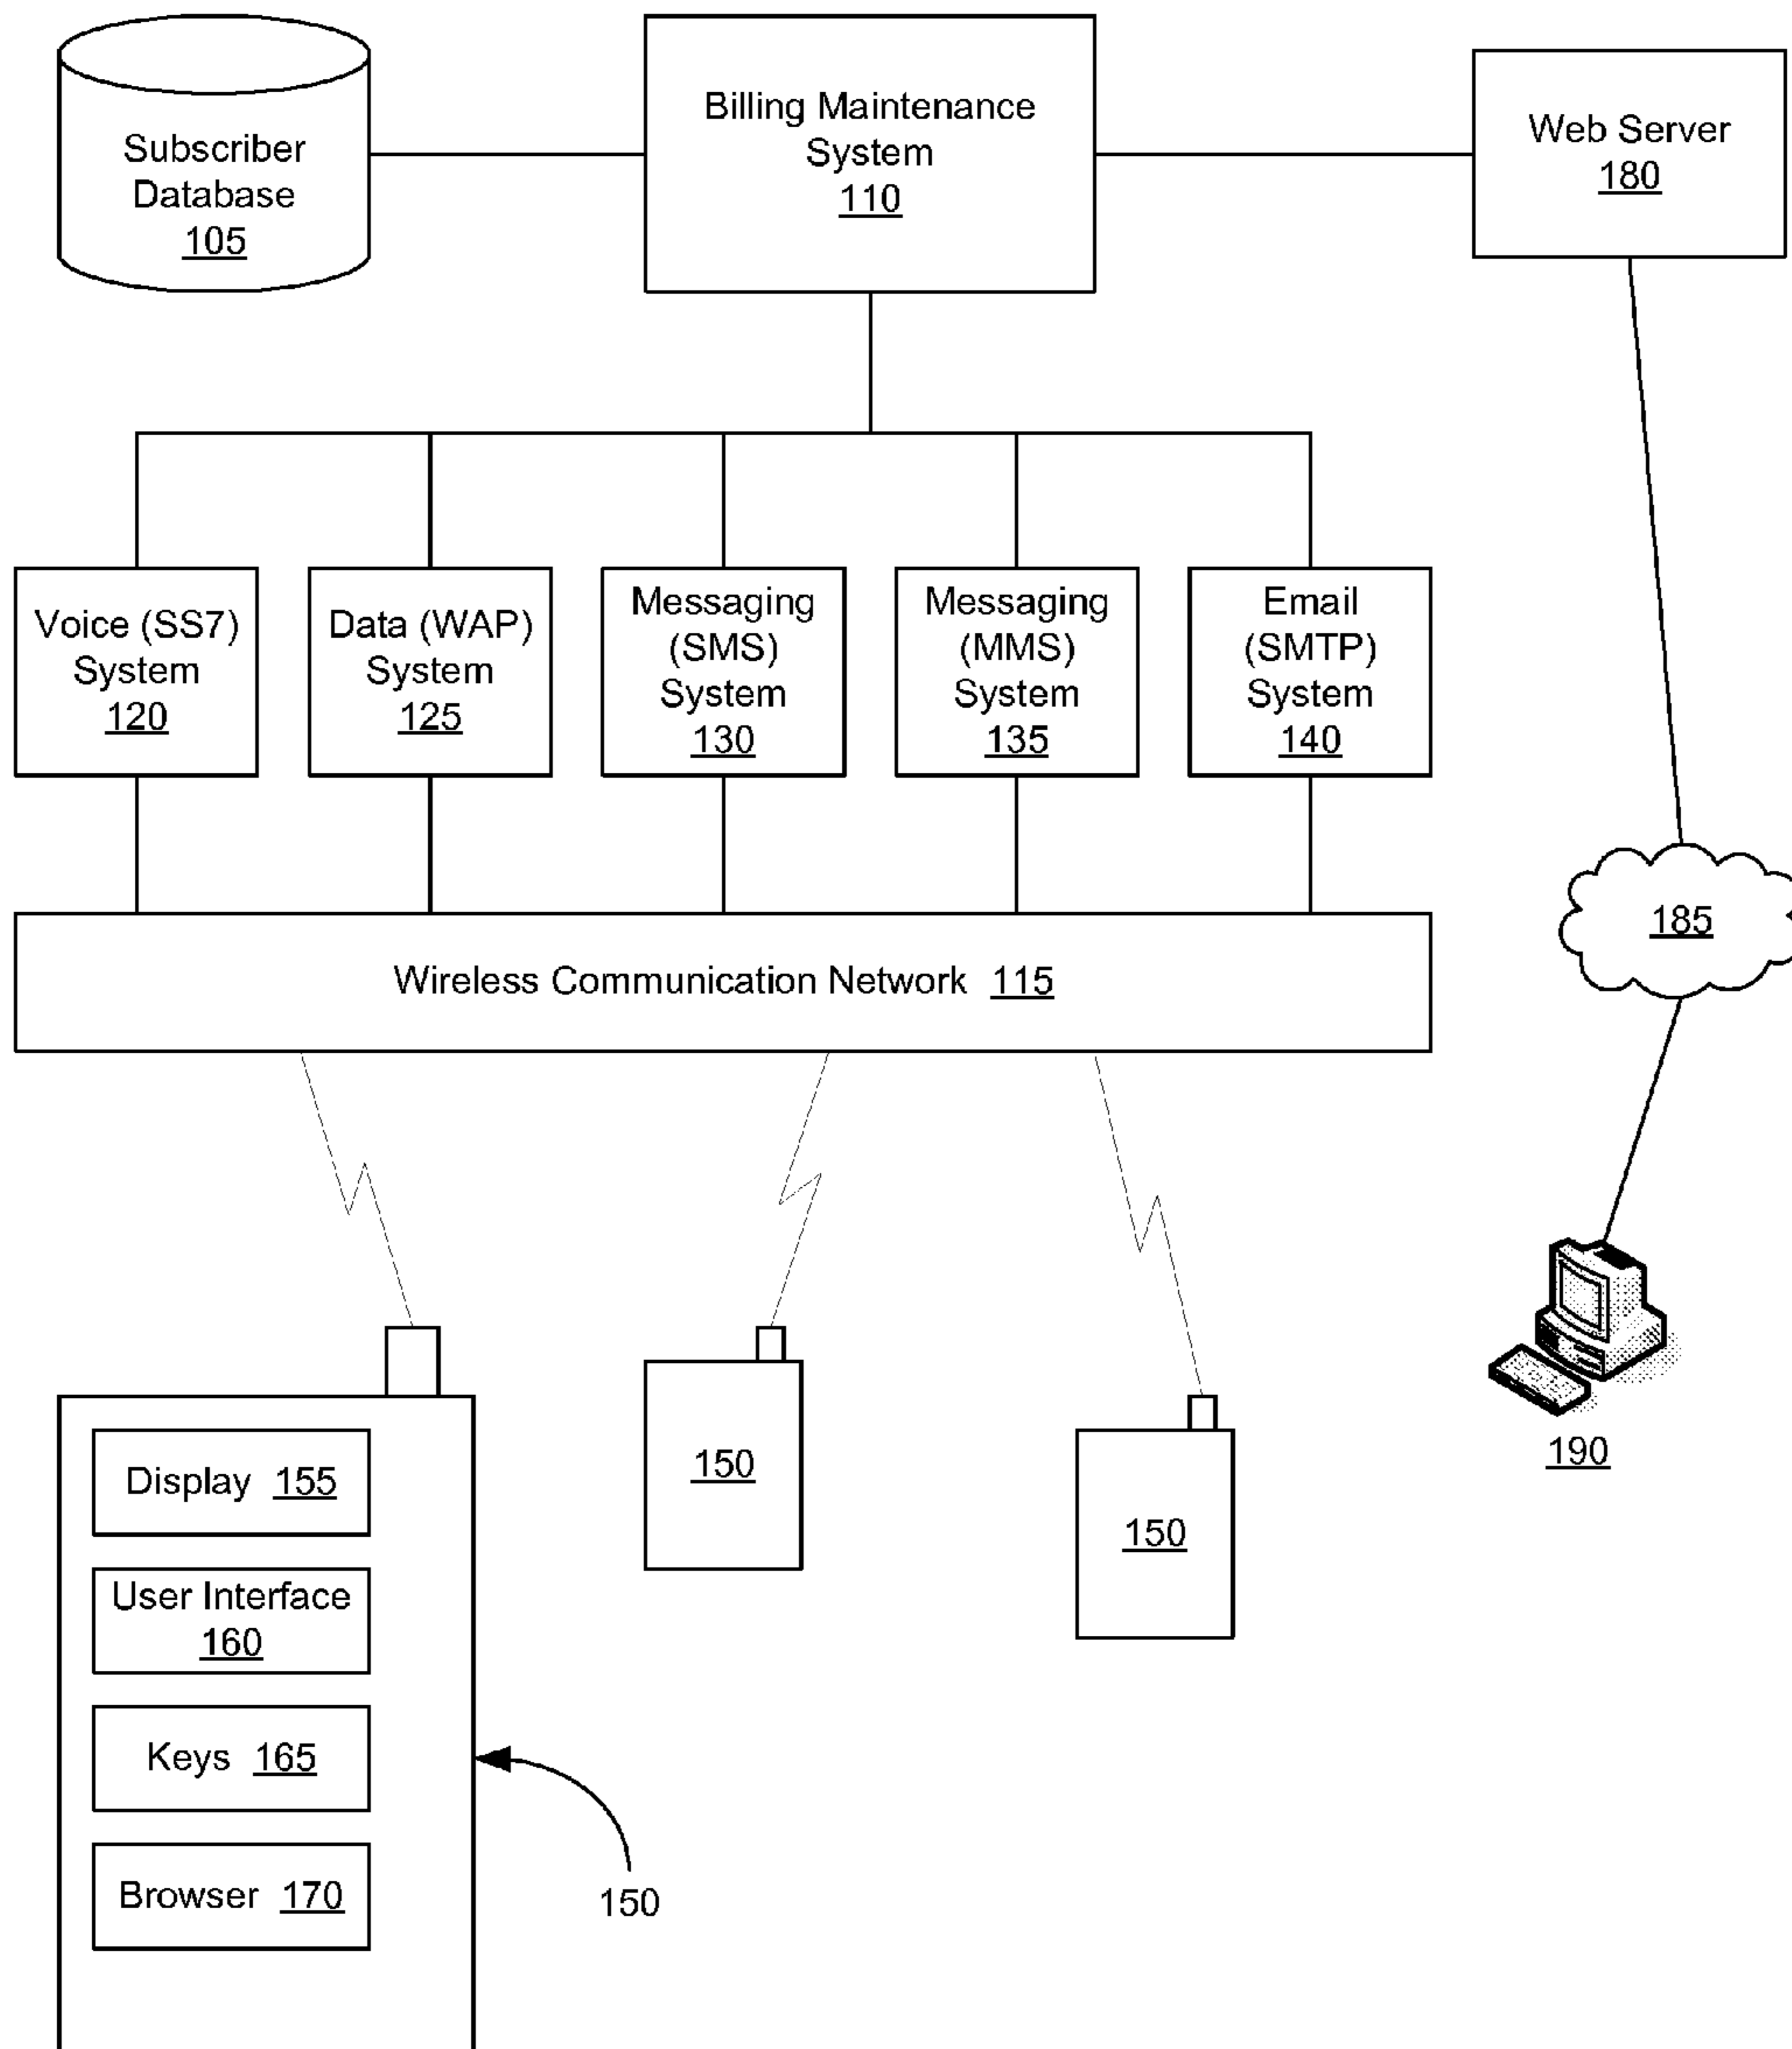 Subscriber
Database
105
Billing Maintenance
System
110
Web Server
180
Voice (SS7)
System
120
Data (WAP)
System
125
Messaging
(SMS)
System
130
Messaging
(MMS)
System
135
Email
(SMTP)
System
140
185
Wireless Communication Network 115
190
Display 155
User Interface
160
Keys 165
Browser 170
150
150
150